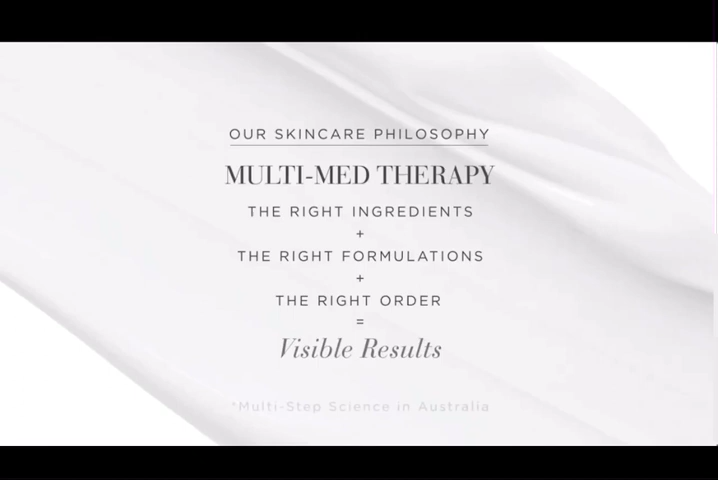 OUR SKINCARE PHILOSOPHY
MULTI-MED THERAPY
THE RIGHT INGREDIENTS
+
THE RIGHT FORMULATIONS
+
THE RIGHT ORDER
=
Visible Results
*Multi-Step Science in Australia